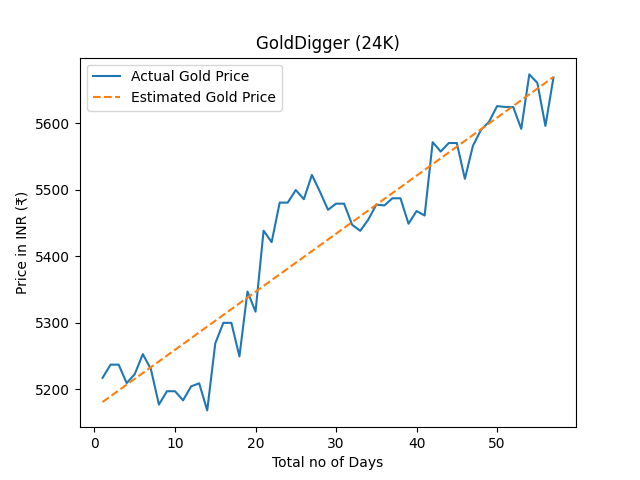 GoldDigger (24K)
Actual Gold Price
Estimated Gold Price
Price in INR (₹)
5600
5500
5400
5300
5200
0 10 20 30 40 50
Total no of Days